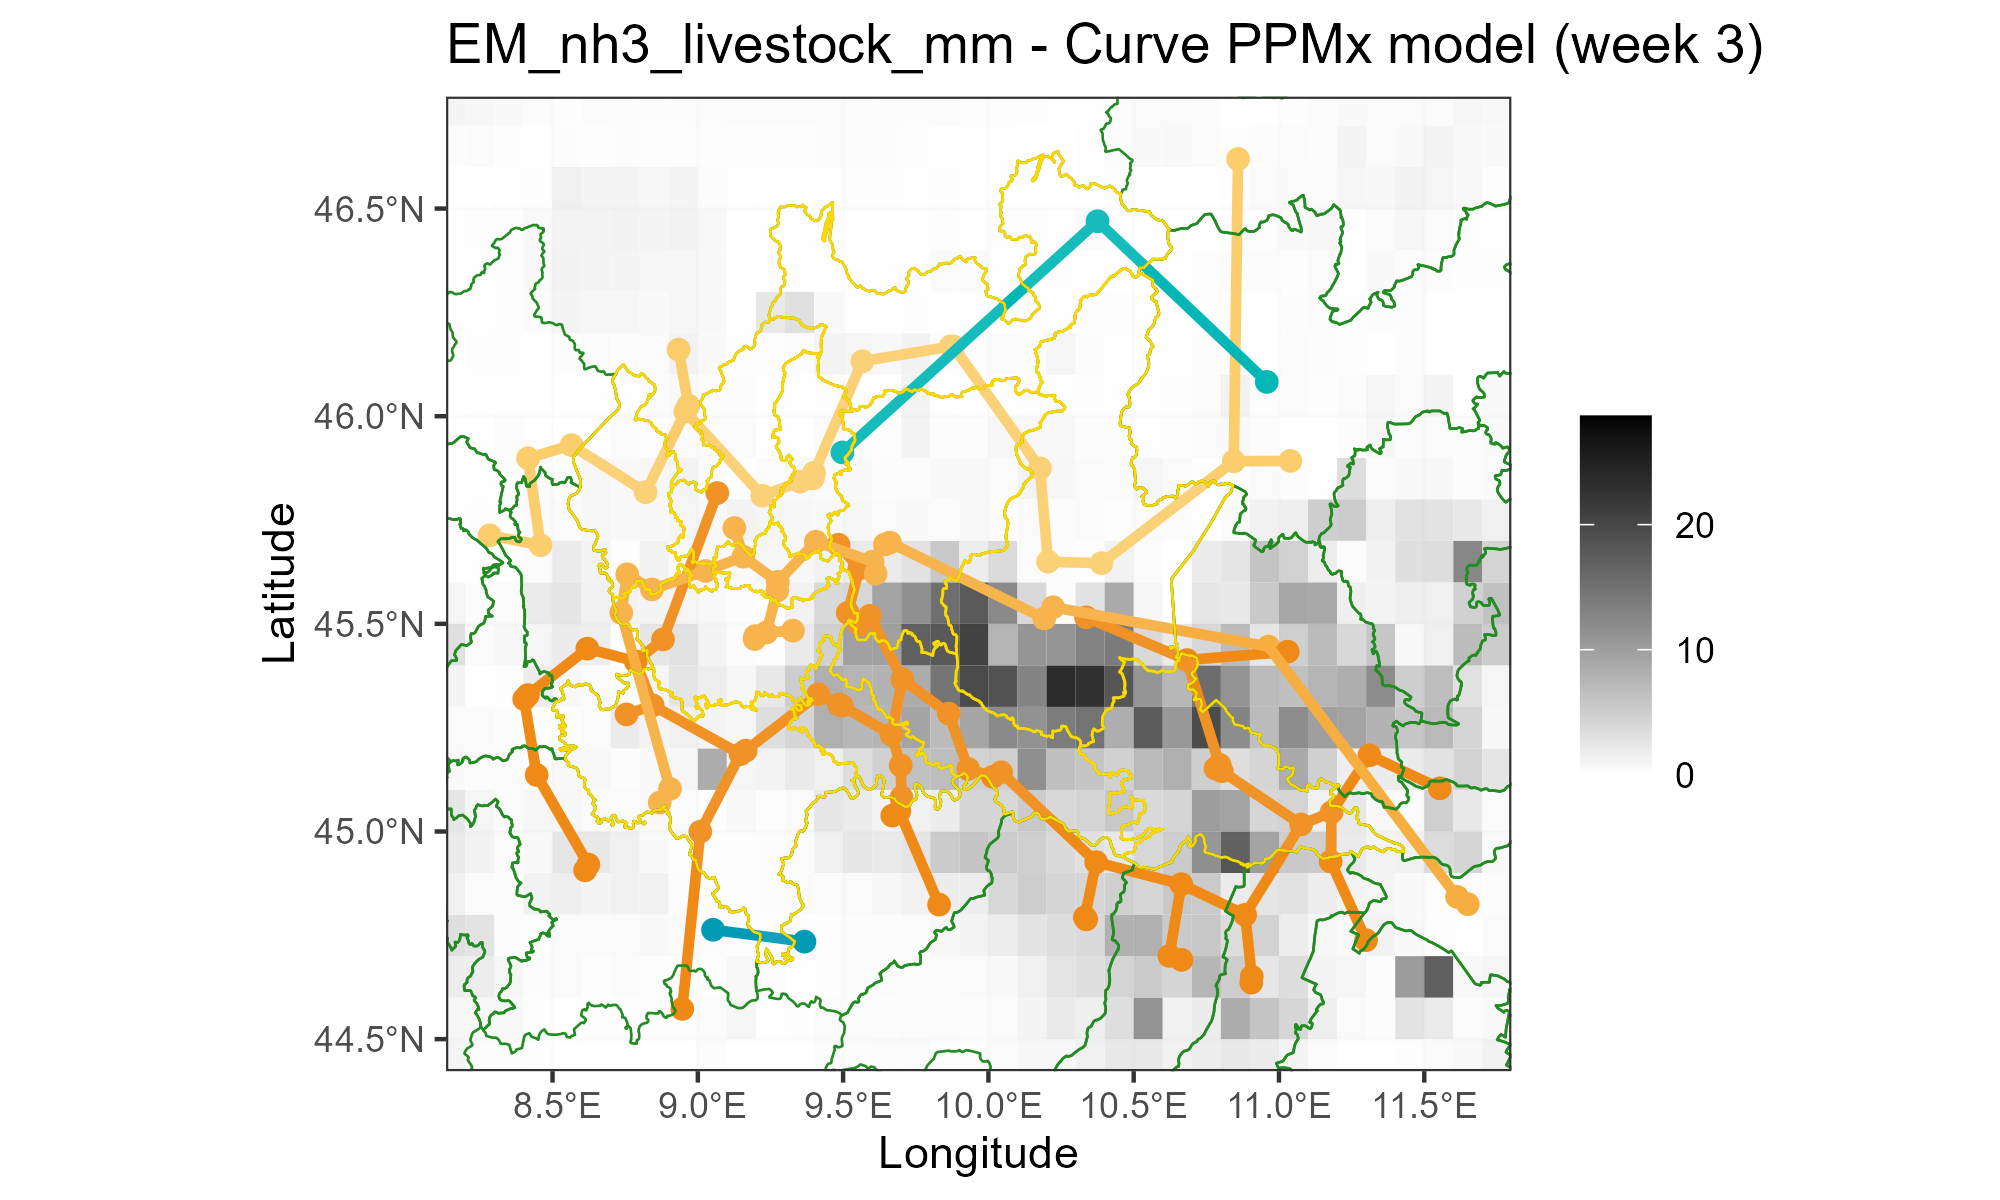 EM_nh3_livestock_mm - Curve PPMx model (week 3)
46.5°N
46.0°N
45.5°N
45.0°N
44.5°N
Latitude
8.5°E 9.0°E 9.5°E 10.0°E 10.5°E 11.0°E 11.5°E
Longitude
20
10
0